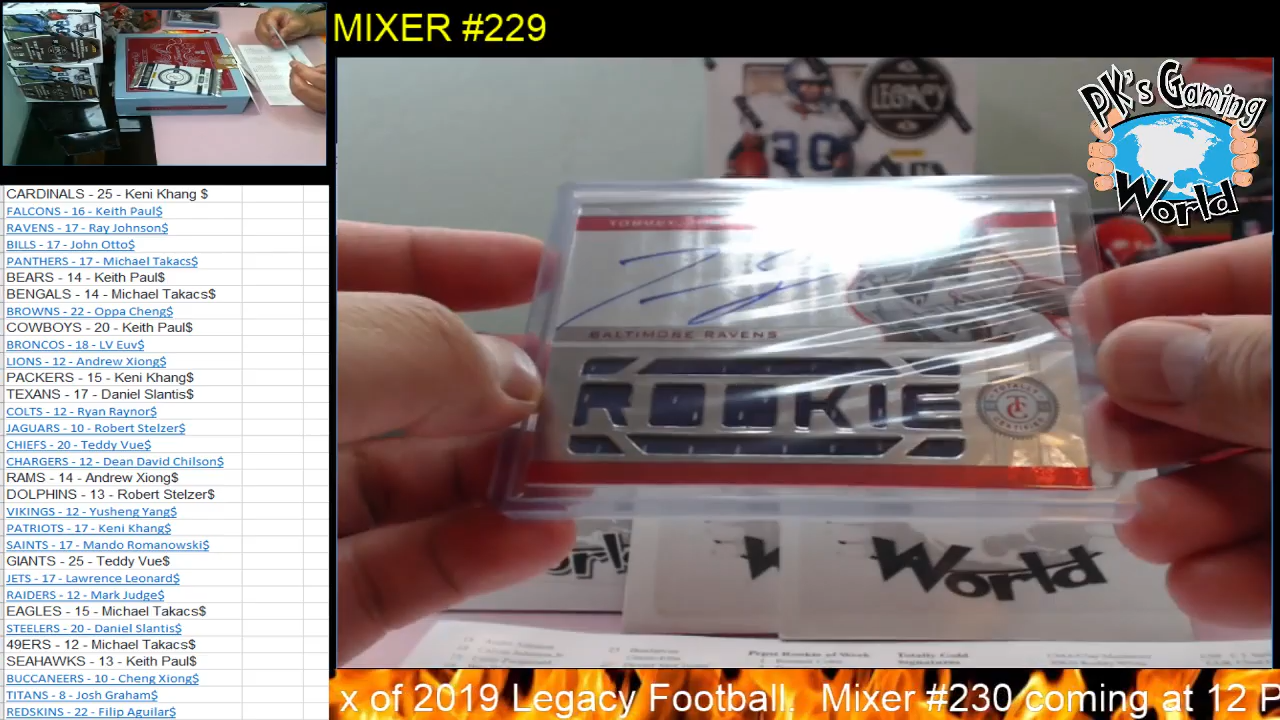 MIXER #229
PK's Gaming
World
LEGACY
CARDINALS - 25 - Keni Khang $
FALCONS - 16 - Keith Paul$
RAVENS - 17 - Ray Johnson$
BILLS - 17 - John Otto$
PANTHERS - 17 - Michael Takacs$
BEARS - 14 - Keith Paul$
BENGALS - 14 - Michael Takacs$
BROWNS - 22 - Oppa Cheng$
COWBOYS - 20 - Keith Paul$
BRONCOS - 18 - LV Euv$
LIONS - 12 - Andrew Xiong$
PACKERS - 15 - Keni Khang$
TEXANS - 17 - Daniel Slantis$
COLTS - 12 - Ryan Raynor$
JAGUARS - 10 - Robert Stelzer$
CHIEFS - 20 - Teddy Vue$
CHARGERS - 12 - Dean David Chilson$
RAMS - 14 - Andrew Xiong$
DOLPHINS - 13 - Robert Stelzer$
VIKINGS - 12 - Yusheng Yang$
PATRIOTS - 17 - Keni Khang$
SAINTS - 17 - Mando Romanowski$
GIANTS - 25 - Teddy Vue$
JETS - 17 - Lawrence Leonard$
RAIDERS - 12 - Mark Judge$
EAGLES - 15 - Michael Takacs$
STEELERS - 20 - Daniel Slantis$
49ERS - 12 - Michael Takacs$
SEAHAWKS - 13 - Keith Paul$
BUCCANEERS - 10 - Cheng Xiong$
TITANS - 8 - Josh Graham$
REDSKINS - 22 - Filip Aguilar$
BALTIMORE RAVENS
ROOKIE
TOTALLY
TC
CERTIFIED
World
x of 2019 Legacy Football. Mixer #230 coming at 12 P